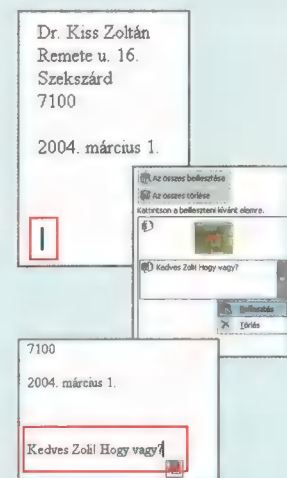 Dr. Kiss Zoltán
Remete u. 16.
Szekszárd
7100
2004. március 1.
Az összes beillesztése
Az összes törlése
Kattintson a beilleszteni kívánt elemre.
Kedves Zoli! Hogy vagy?
Beillesztés
Törlés
7100
2004. március 1.
Kedves Zoli! Hogy vagy?